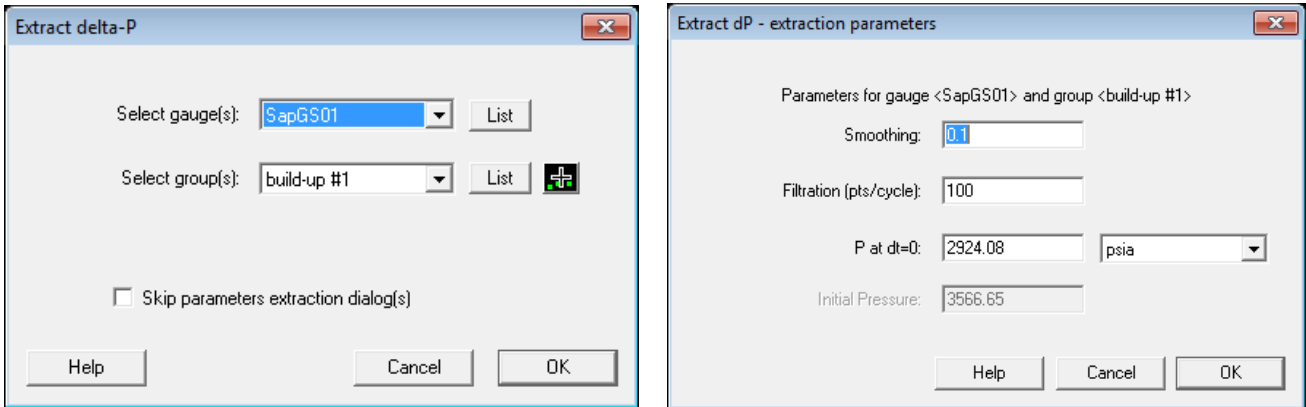 Extract delta-P
Select gauge(s): SapGS01 List
Select group(s): build-up #1 List
Skip parameters extraction dialog(s)
Help Cancel OK
Extract dP - extraction parameters
Parameters for gauge <SapGS01> and group <build-up #1>
Smoothing: 0.1
Filtration (pts/cycle): 100
P at dt=0: 2924.08 psia
Initial Pressure: 3566.65
Help Cancel OK